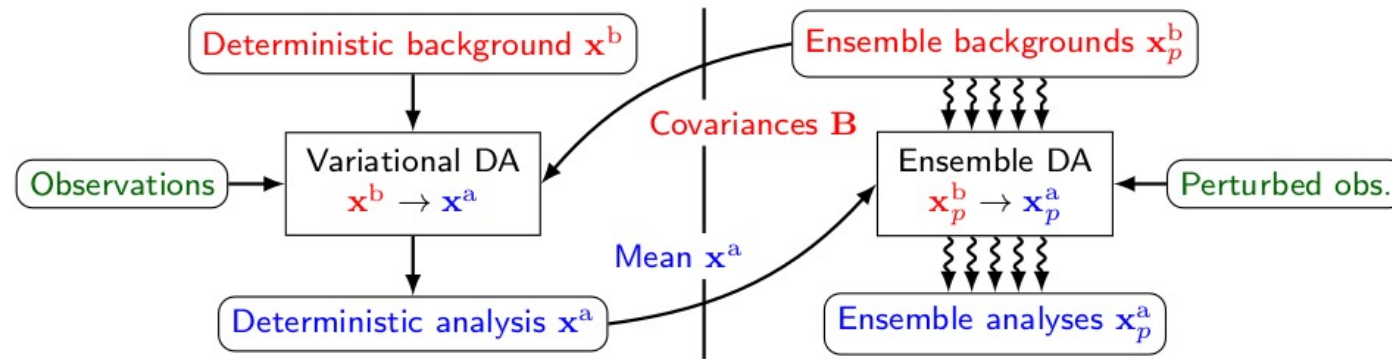 Deterministic background x^b
Ensemble backgrounds x_p^b
Covariances B
Variational DA
x^b → x^a
Ensemble DA
x_p^b → x_p^a
Observations
Perturbed obs.
Mean x^a
Deterministic analysis x^a
Ensemble analyses x_p^a